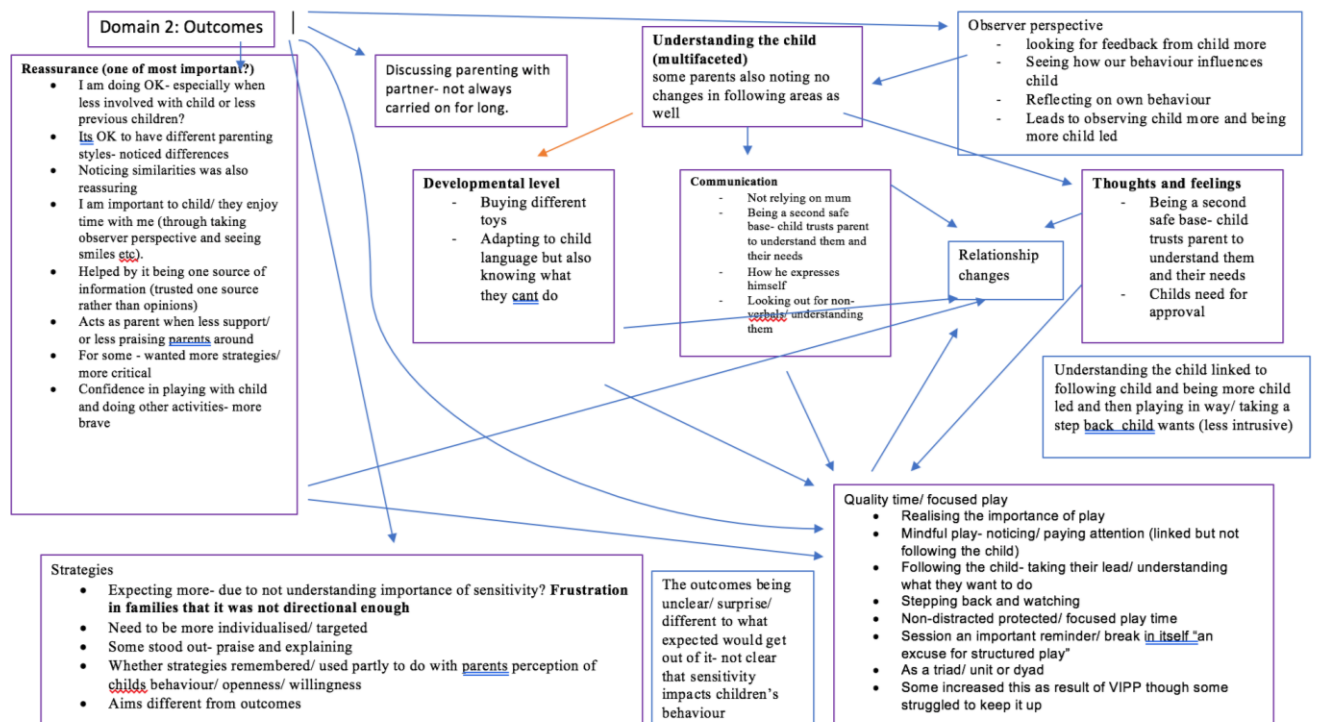 Domain 2: Outcomes
Reassurance (one of most important?)
• I am doing OK- especially when
less involved with child or less
previous children?
• Its OK to have different parenting
styles- noticed differences
• Noticing similarities was also
reassuring
• I am important to child/ they enjoy
time with me (through taking
observer perspective and seeing
smiles etc).
• Helped by it being one source of
information (trusted one source
rather than opinions)
• Acts as parent when less support/
or less praising parents around
• For some - wanted more strategies/
more critical
• Confidence in playing with child
and doing other activities- more
brave
Discussing parenting with
partner- not always
carried on for long.
Understanding the child
(multifaceted)
some parents also noting no
changes in following areas as
well
Observer perspective
- looking for feedback from child more
- Seeing how our behaviour influences
child
- Reflecting on own behaviour
- Leads to observing child more and being
more child led
Developmental level
- Buying different
toys
- Adapting to child
language but also
knowing what
they cant do
Communication
- Not relying on mum
- Being a second safe
base- child trusts parent
to understand them and
their needs
- How he expresses
himself
- Looking out for non-
verbals/ understanding
them
Relationship
changes
Thoughts and feelings
- Being a second
safe base- child
trusts parent to
understand them
and their needs
- Childs need for
approval
Understanding the child linked to
following child and being more child
led and then playing in way/ taking a
step back child wants (less intrusive)
Strategies
• Expecting more- due to not understanding importance of sensitivity? Frustration
in families that it was not directional enough
• Need to be more individualised/ targeted
• Some stood out- praise and explaining
• Whether strategies remembered/ used partly to do with parents perception of
childs behaviour/ openness/ willingness
• Aims different from outcomes
The outcomes being
unclear/ surprise/
different to what
expected would get
out of it- not clear
that sensitivity
impacts children's
behaviour
Quality time/ focused play
• Realising the importance of play
• Mindful play- noticing/ paying attention (linked but not
following the child)
• Following the child- taking their lead/ understanding
what they want to do
• Stepping back and watching
• Non-distracted protected/ focused play time
• Session an important reminder/ break in itself "an
excuse for structured play"
• As a triad/ unit or dyad
• Some increased this as result of VIPP though some
struggled to keep it up